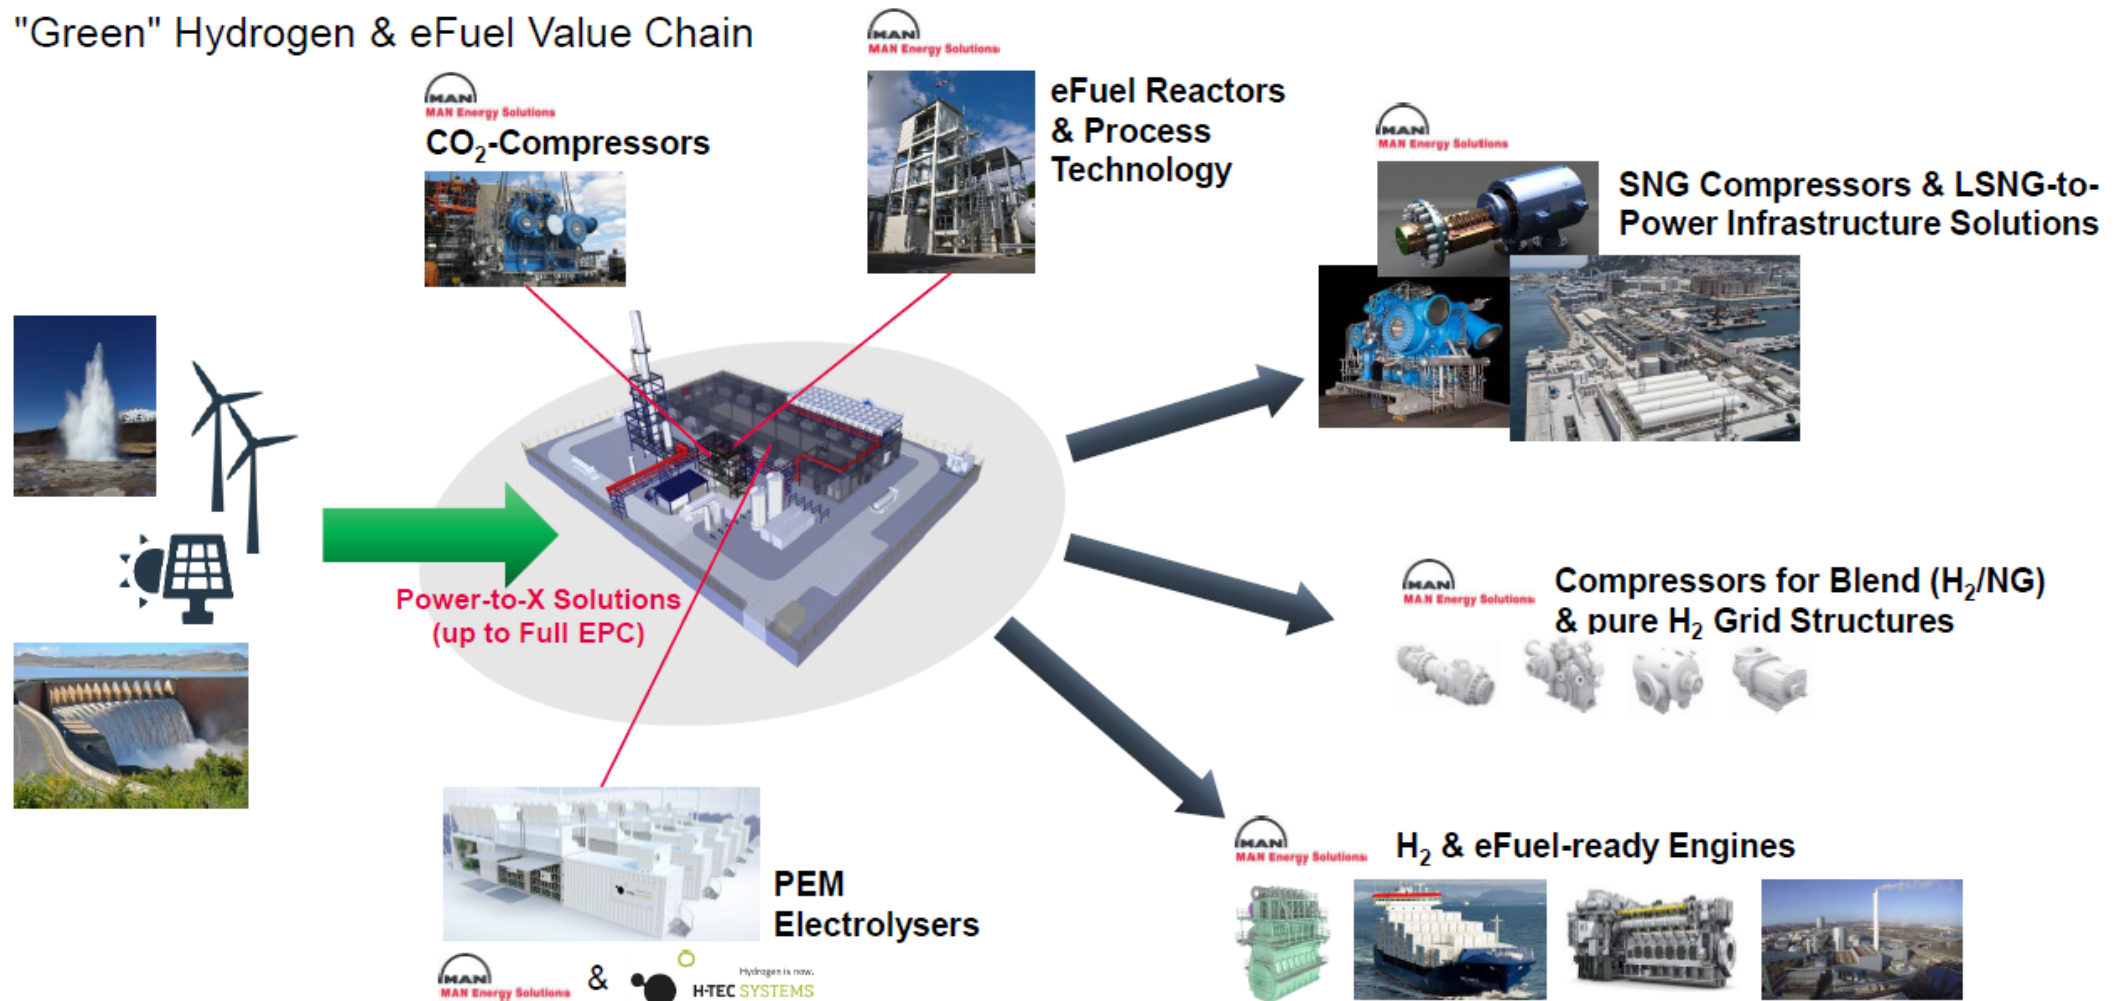 "Green" Hydrogen & eFuel Value Chain
MAN
MAN Energy Solutions
CO₂-Compressors
MAN
MAN Energy Solutions
eFuel Reactors
& Process
Technology
MAN
MAN Energy Solutions
SNG Compressors & LSNG-to-
Power Infrastructure Solutions
Power-to-X Solutions
(up to Full EPC)
MAN
MAN Energy Solutions
Compressors for Blend (H₂/NG)
& pure H₂ Grid Structures
MAN
MAN Energy Solutions
H₂ & eFuel-ready Engines
PEM
Electrolysers
MAN
MAN Energy Solutions
&
Hydrogen is now.
H-TEC SYSTEMS